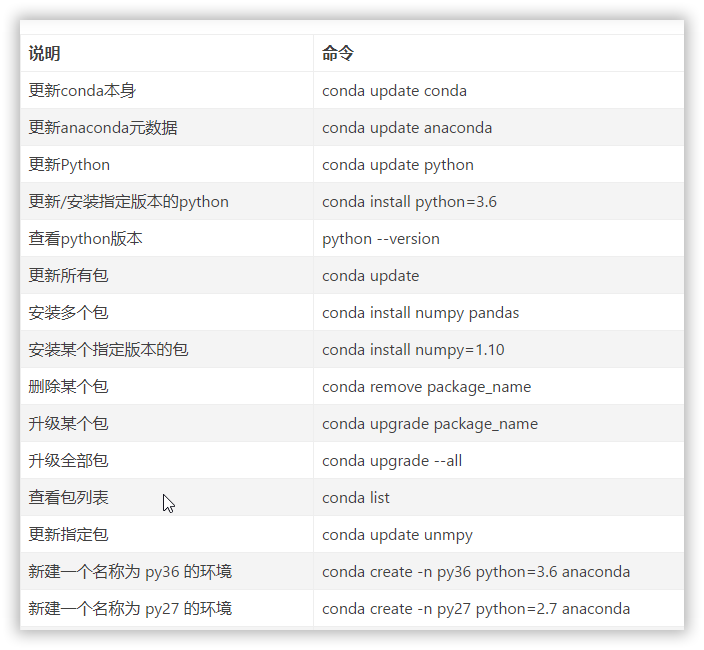 说明 命令
更新conda本身 conda update conda
更新anaconda元数据 conda update anaconda
更新Python conda update python
更新/安装指定版本的python conda install python=3.6
查看python版本 python --version
更新所有包 conda update
安装多个包 conda install numpy pandas
安装某个指定版本的包 conda install numpy=1.10
删除某个包 conda remove package_name
升级某个包 conda upgrade package_name
升级全部包 conda upgrade --all
查看包列表 conda list
更新指定包 conda update unmpy
新建一个名称为 py36 的环境 conda create -n py36 python=3.6 anaconda
新建一个名称为 py27 的环境 conda create -n py27 python=2.7 anaconda